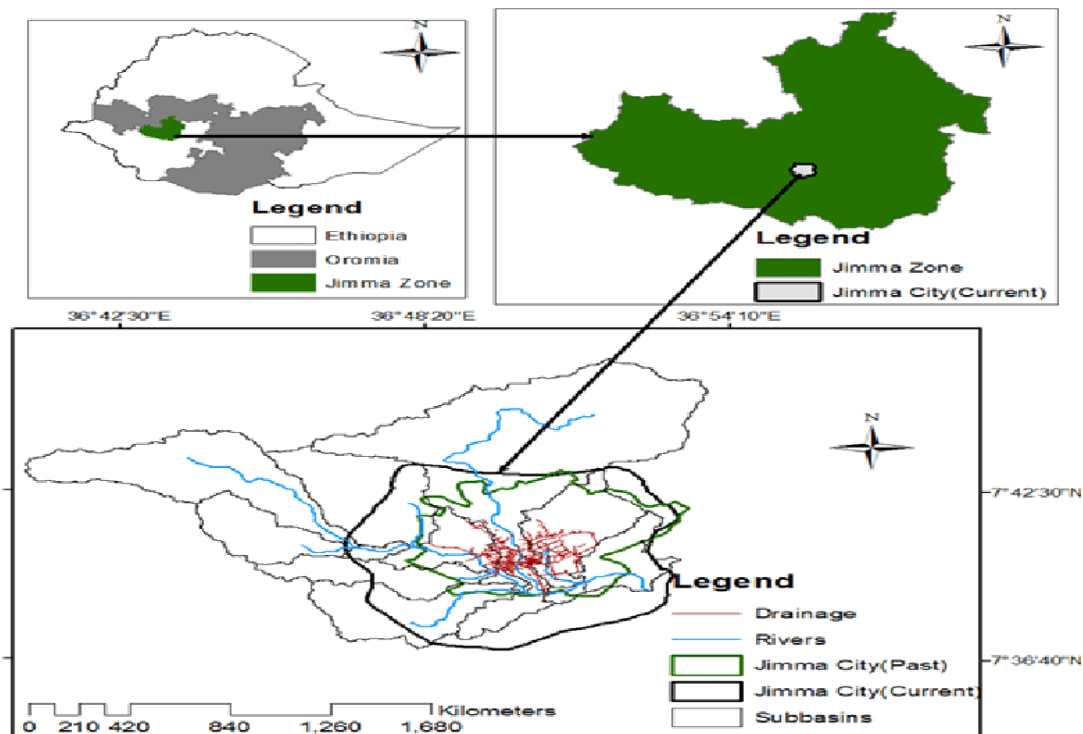 N
Legend
Ethiopia
Oromia
Jimma Zone
N
Legend
Jimma Zone
Jimma City(Current)
36°42'30"E
36°48'20"E
36°54'10"E
N
7°42'30"N
7°36'40"N
Legend
Drainage
Rivers
Jimma City(Past)
Jimma City(Current)
Subbasins
Kilometers
0 210 420 840 1,260 1,680